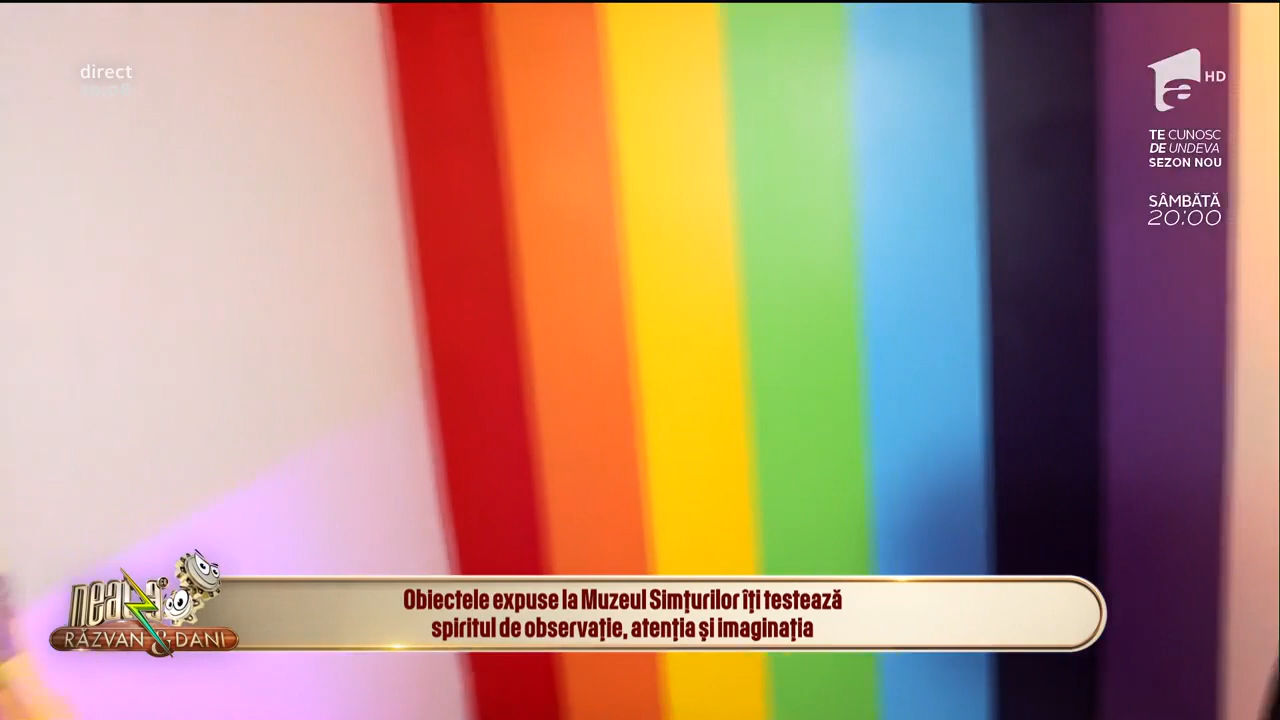 direct
HD
TE CUNOSC
DE UNDEVA
SEZON NOU
SÂMBĂTĂ
20:00
Obiectele expuse la Muzeul Simțurilor îți testează
spiritul de observație, atenția și imaginația
RĂZVAN & DANI